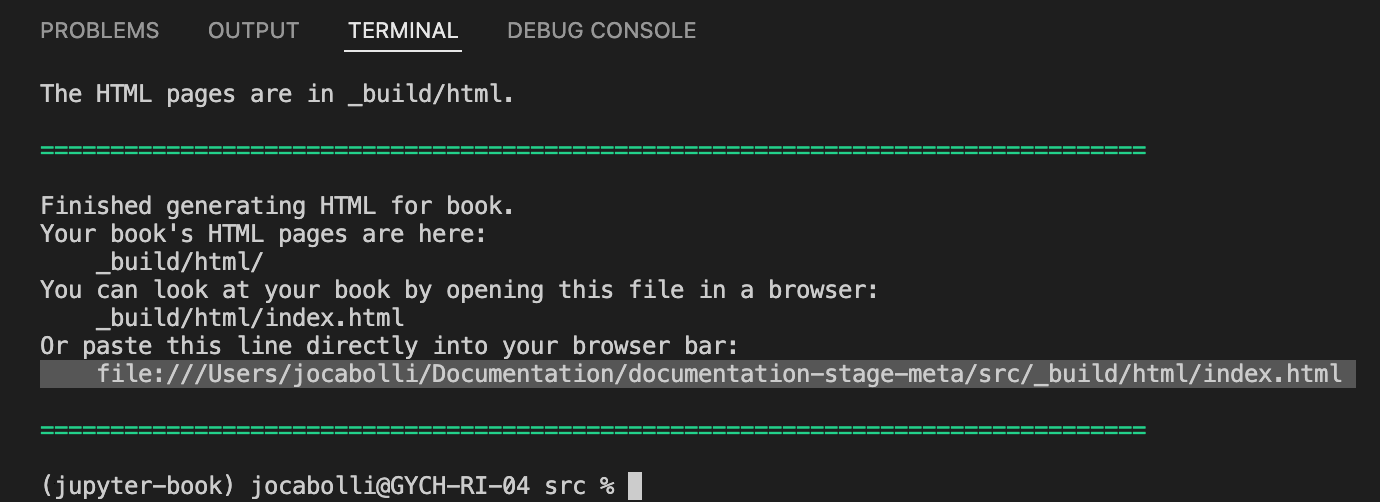 PROBLEMS OUTPUT TERMINAL DEBUG CONSOLE
The HTML pages are in _build/html.
===============================================================================
Finished generating HTML for book.
Your book's HTML pages are here:
    _build/html/
You can look at your book by opening this file in a browser:
    _build/html/index.html
Or paste this line directly into your browser bar:
    file:///Users/jocabolli/Documentation/documentation-stage-meta/src/_build/html/index.html
===============================================================================
(jupyter-book) jocabolli@GYCH-RI-04 src %